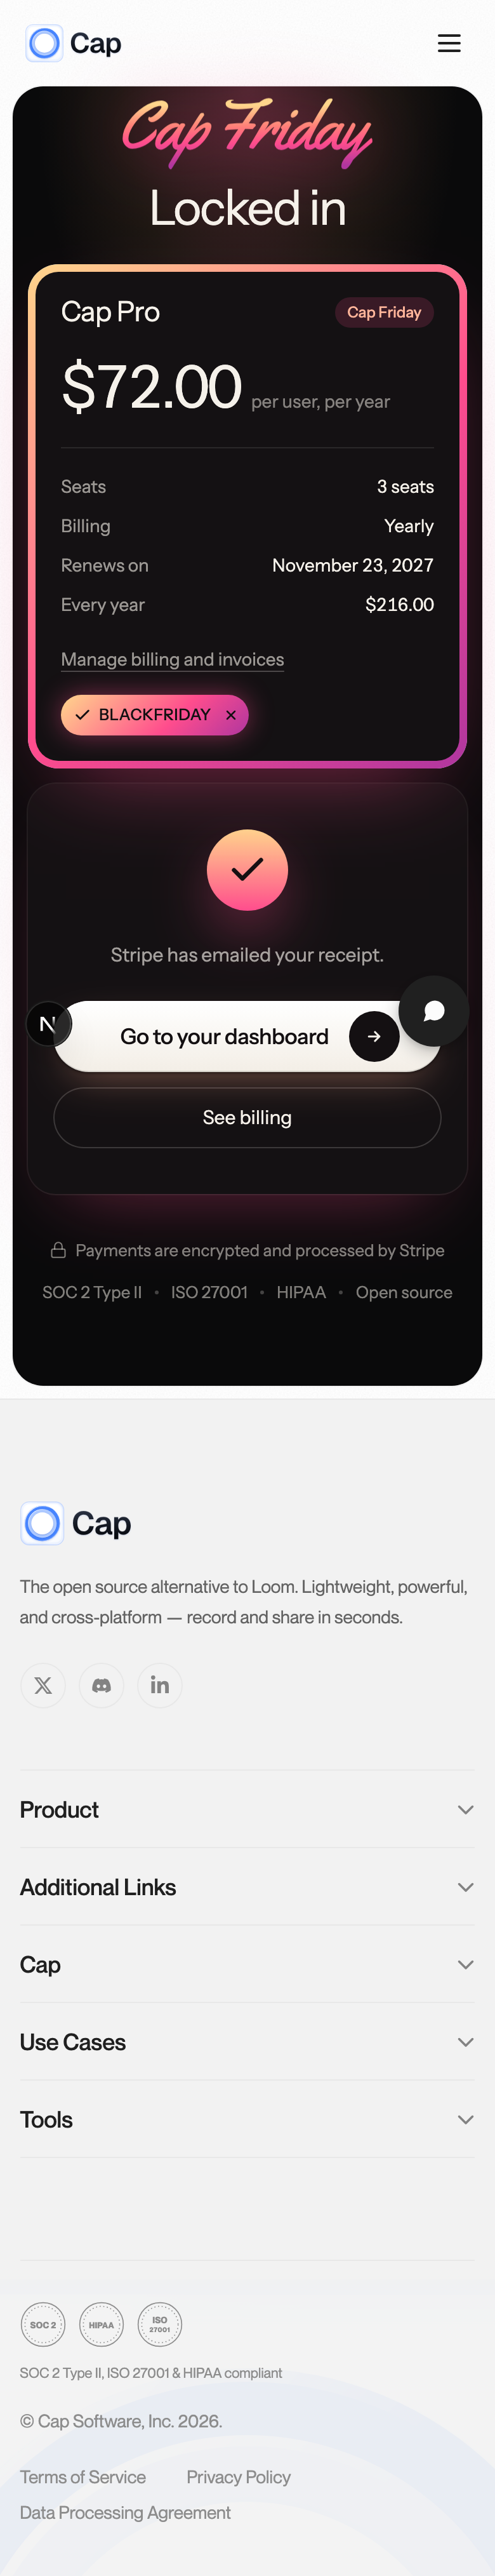 Cap
Cap Friday
Locked in
Cap Pro
Cap Friday
$72.00 per user, per year
Seats 3 seats
Billing Yearly
Renews on November 23, 2027
Every year $216.00
Manage billing and invoices
BLACKFRIDAY
Stripe has emailed your receipt.
N
Go to your dashboard
See billing
Payments are encrypted and processed by Stripe
SOC 2 Type II • ISO 27001 • HIPAA • Open source
Cap
The open source alternative to Loom. Lightweight, powerful,
and cross-platform — record and share in seconds.
Product
Additional Links
Cap
Use Cases
Tools
SOC 2 HIPAA ISO 27001
SOC 2 Type II, ISO 27001 & HIPAA compliant
© Cap Software, Inc. 2026.
Terms of Service Privacy Policy
Data Processing Agreement